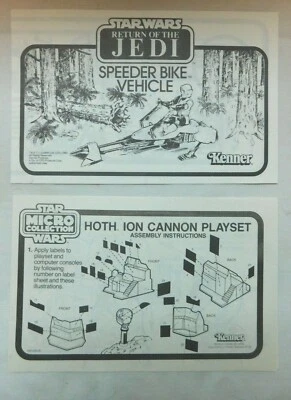 STAR WARS
RETURN OF THE
JEDI
SPEEDER BIKE
VEHICLE
Kenner
STAR
MICRO
COLLECTION
WARS
HOTH ION CANNON PLAYSET
ASSEMBLY INSTRUCTIONS
1. Apply labels to
playset and
computer consoles
by following
number on label
sheet and these
illustrations.
FRONT
BACK
FRONT
BACK
Kenner